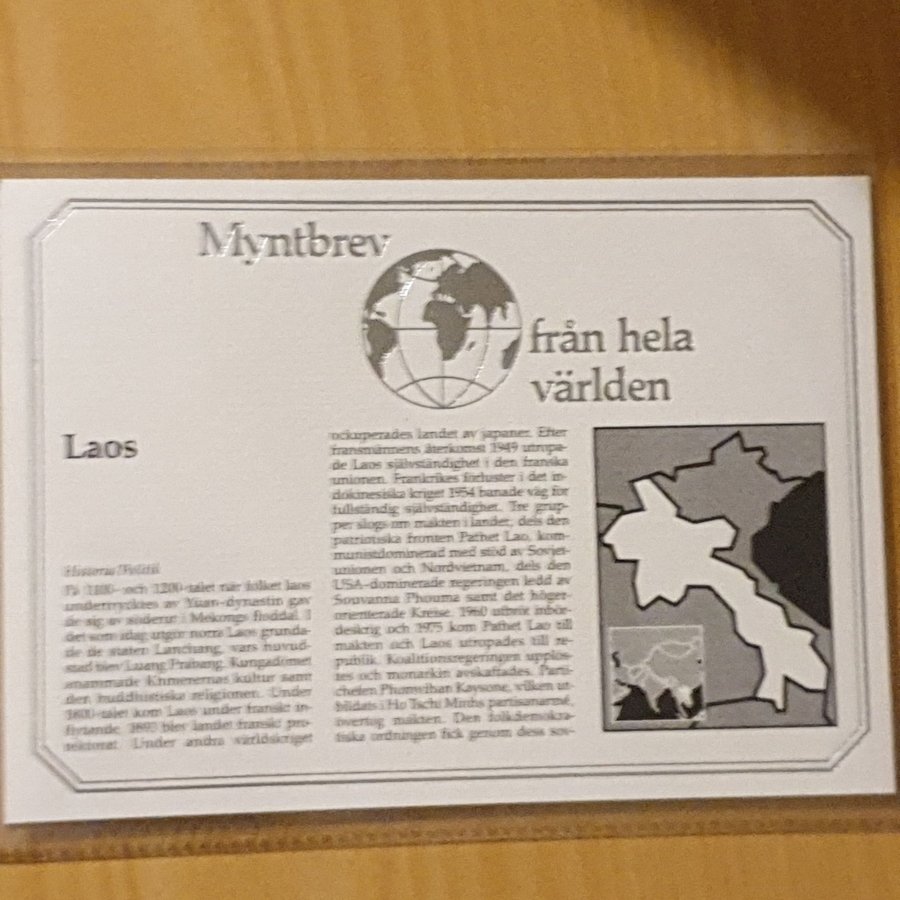 Myntbrev
från hela
världen
Laos
Historia/Politik
På 1100- och 1200-talet när folket laos
undertrycktes av Yüan-dynastin gav
de sig av söderut i Mekongs floddal. I
det som idag utgör norra Laos grunda-
de de staten Lanchang, vars huvud-
stad blev Luang Prabang. Kungadömet
anammade Khmerernas kultur samt
den buddhistiska religionen. Under
1800-talet kom Laos under franskt in-
flytande. 1893 blev landet franskt pro-
tektorat. Under andra världskriget
ockuperades landet av japaner. Efter
fransmännens återkomst 1949 utropa-
de Laos självständighet i den franska
unionen. Frankrikes förluster i det in-
dokinesiska kriget 1954 banade väg för
fullständig självständighet. Tre grup-
per slogs om makten i landet, dels den
patriotiska fronten Pathet Lao, kom-
munistdominerad med stöd av Sovjet-
unionen och Nordvietnam, dels den
USA-dominerade regeringen ledd av
Souvanna Phouma samt det höger-
orienterade Kreise. 1960 utbröt inbör-
deskrig och 1975 kom Pathet Lao till
makten och Laos utropades till re-
publik. Koalitionsregeringen upplös-
tes och monarkin avskaffades. Parti-
chefen Phomvihan Kaysone, vilken ut-
bildats i Ho Tschi Minhs partisanarmé,
övertog makten. Den folkdemokra-
tiska ordningen fick genom dess sov-